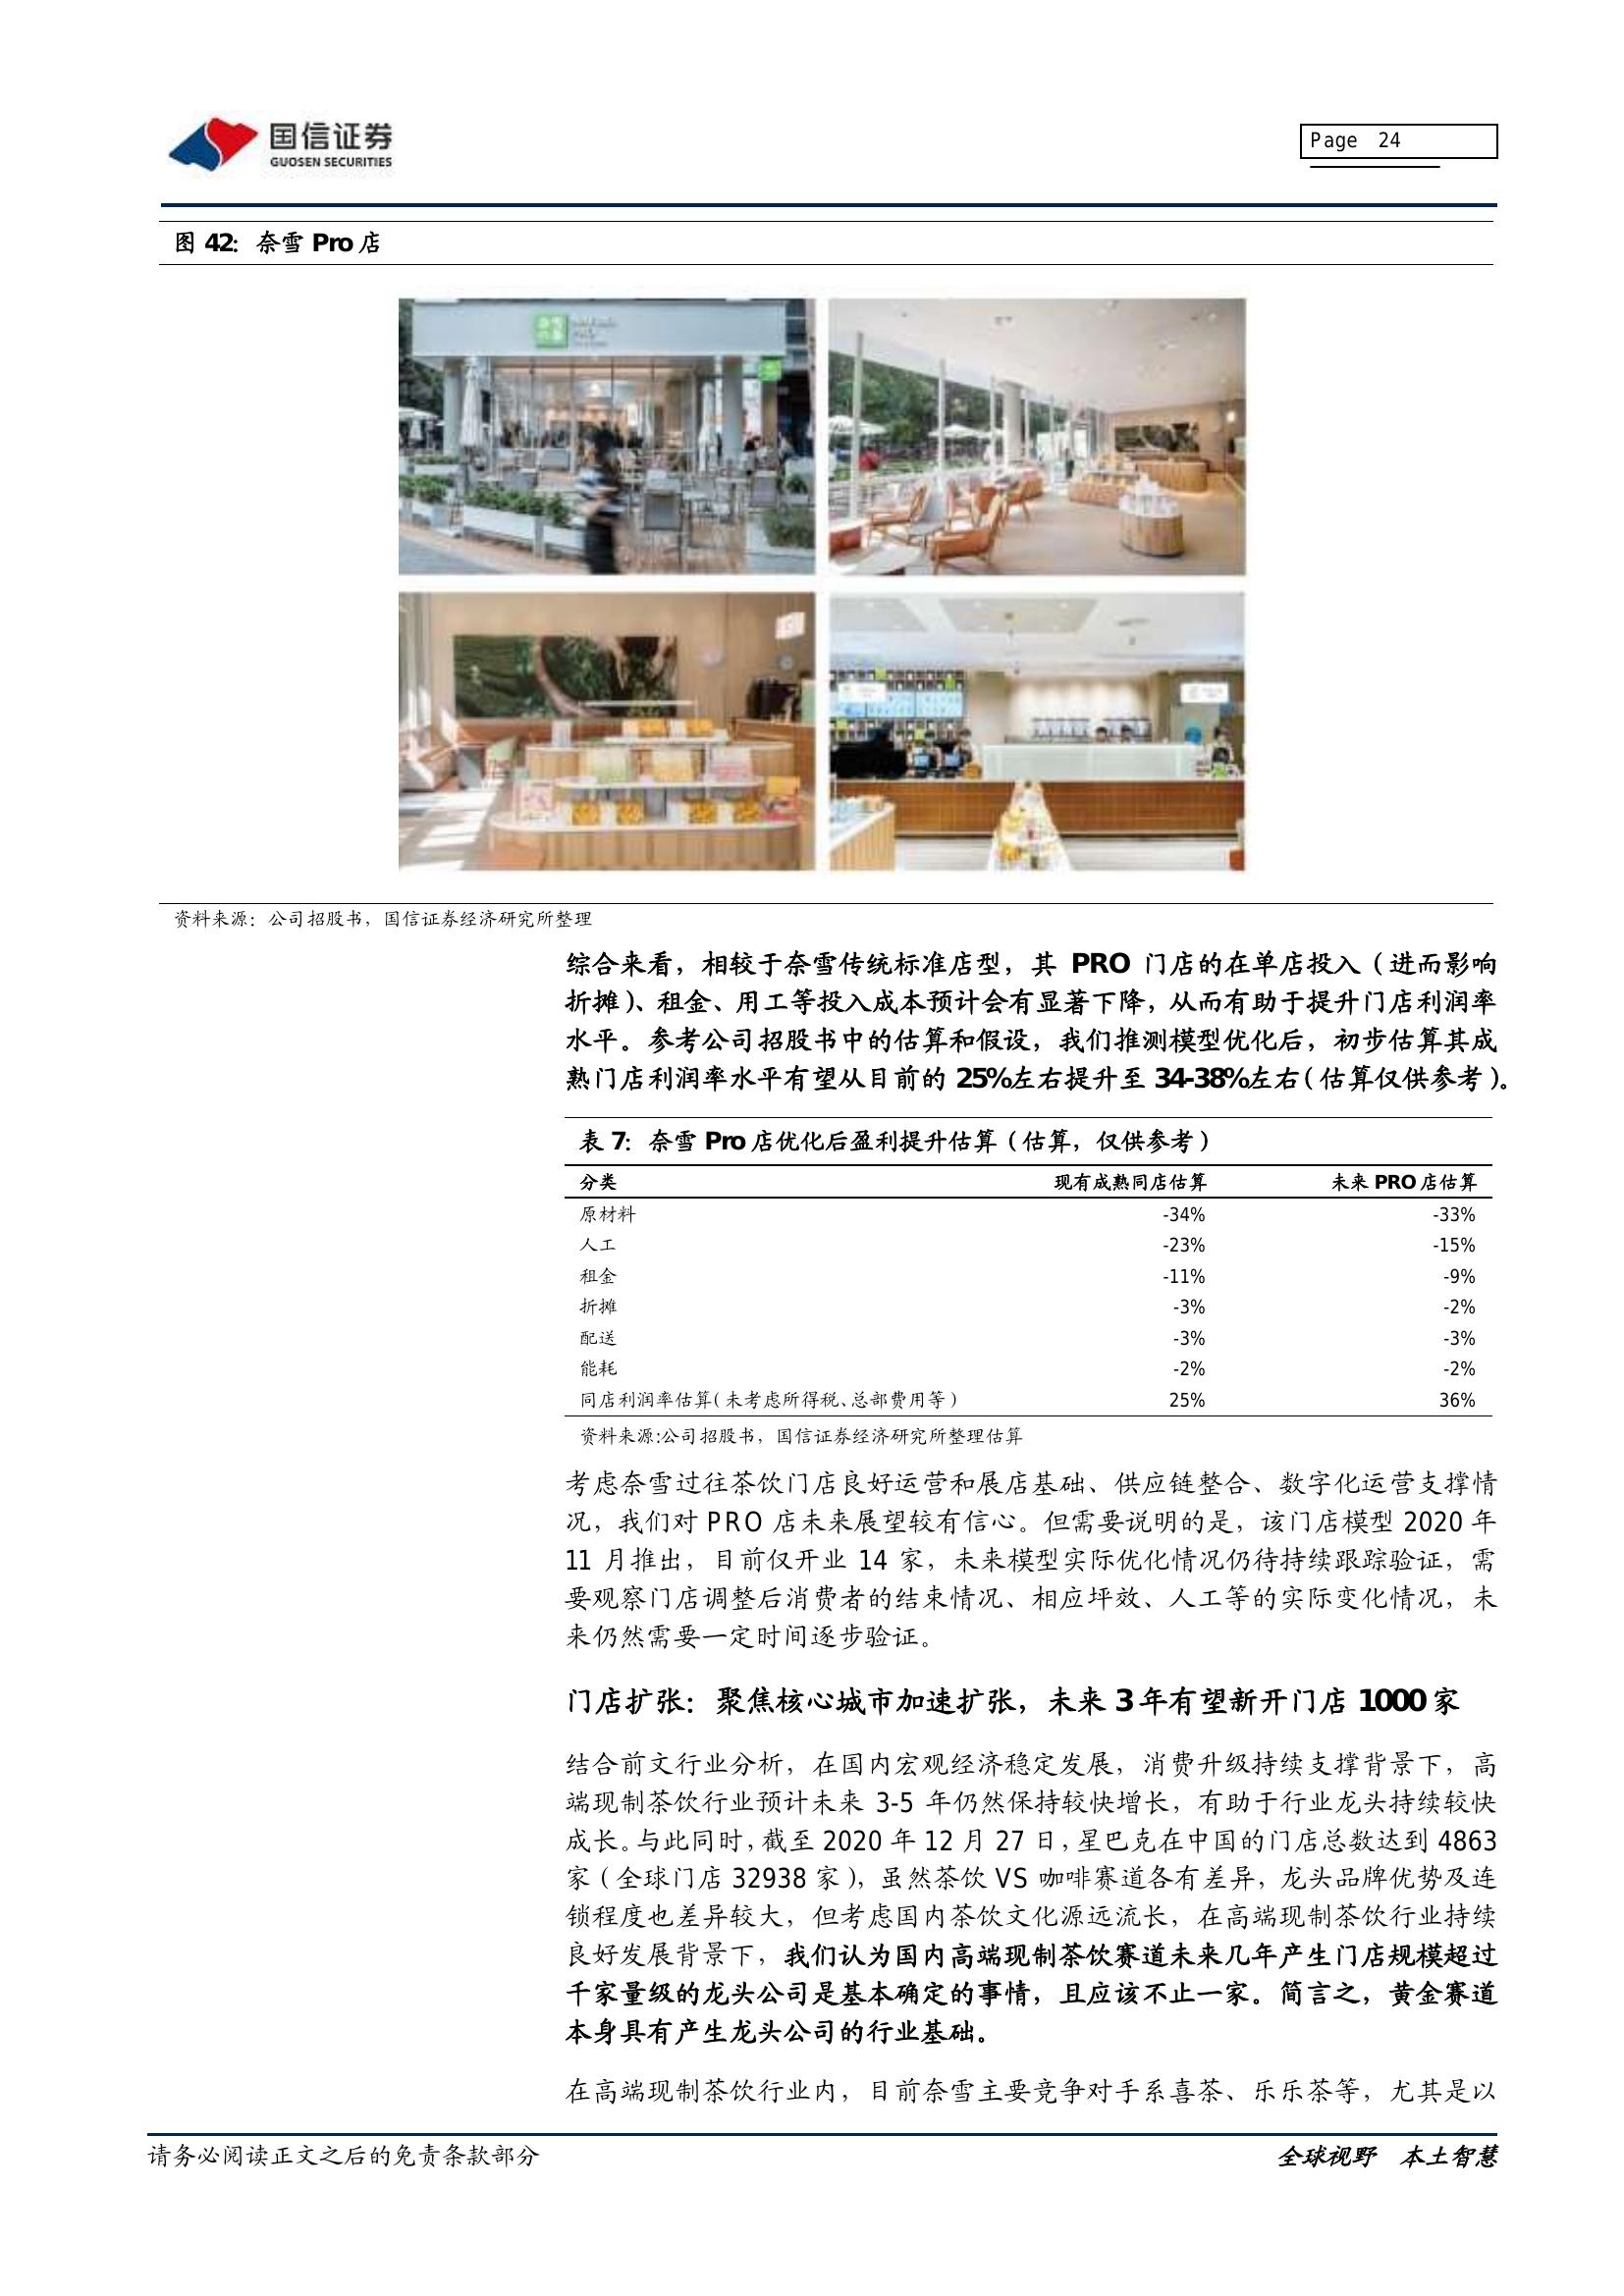 国信证券
GUOSEN SECURITIES
Page 24
图 42：奈雪 Pro 店
资料来源：公司招股书，国信证券经济研究所整理
综合来看，相较于奈雪传统标准店型，其 PRO 门店的在单店投入（进而影响
折摊）、租金、用工等投入成本预计会有显著下降，从而有助于提升门店利润率
水平。参考公司招股书中的估算和假设，我们推测模型优化后，初步估算其成
熟门店利润率水平有望从目前的 25%左右提升至 34-38%左右（估算仅供参考）。
表 7：奈雪 Pro 店优化后盈利提升估算（估算，仅供参考）
分类 现有成熟同店估算 未来 PRO 店估算
原材料 -34% -33%
人工 -23% -15%
租金 -11% -9%
折摊 -3% -2%
配送 -3% -3%
能耗 -2% -2%
同店利润率估算（未考虑所得税、总部费用等） 25% 36%
资料来源:公司招股书，国信证券经济研究所整理估算
考虑奈雪过往茶饮门店良好运营和展店基础、供应链整合、数字化运营支撑情
况，我们对 PRO 店未来展望较有信心。但需要说明的是，该门店模型 2020 年
11 月推出，目前仅开业 14 家，未来模型实际优化情况仍待持续跟踪验证，需
要观察门店调整后消费者的结束情况、相应坪效、人工等的实际变化情况，未
来仍然需要一定时间逐步验证。
门店扩张：聚焦核心城市加速扩张，未来 3 年有望新开门店 1000 家
结合前文行业分析，在国内宏观经济稳定发展，消费升级持续支撑背景下，高
端现制茶饮行业预计未来 3-5 年仍然保持较快增长，有助于行业龙头持续较快
成长。与此同时，截至 2020 年 12 月 27 日，星巴克在中国的门店总数达到 4863
家（全球门店 32938 家），虽然茶饮 VS 咖啡赛道各有差异，龙头品牌优势及连
锁程度也差异较大，但考虑国内茶饮文化源远流长，在高端现制茶饮行业持续
良好发展背景下，我们认为国内高端现制茶饮赛道未来几年产生门店规模超过
千家量级的龙头公司是基本确定的事情，且应该不止一家。简言之，黄金赛道
本身具有产生龙头公司的行业基础。
在高端现制茶饮行业内，目前奈雪主要竞争对手系喜茶、乐乐茶等，尤其是以
请务必阅读正文之后的免责条款部分
全球视野 本土智慧